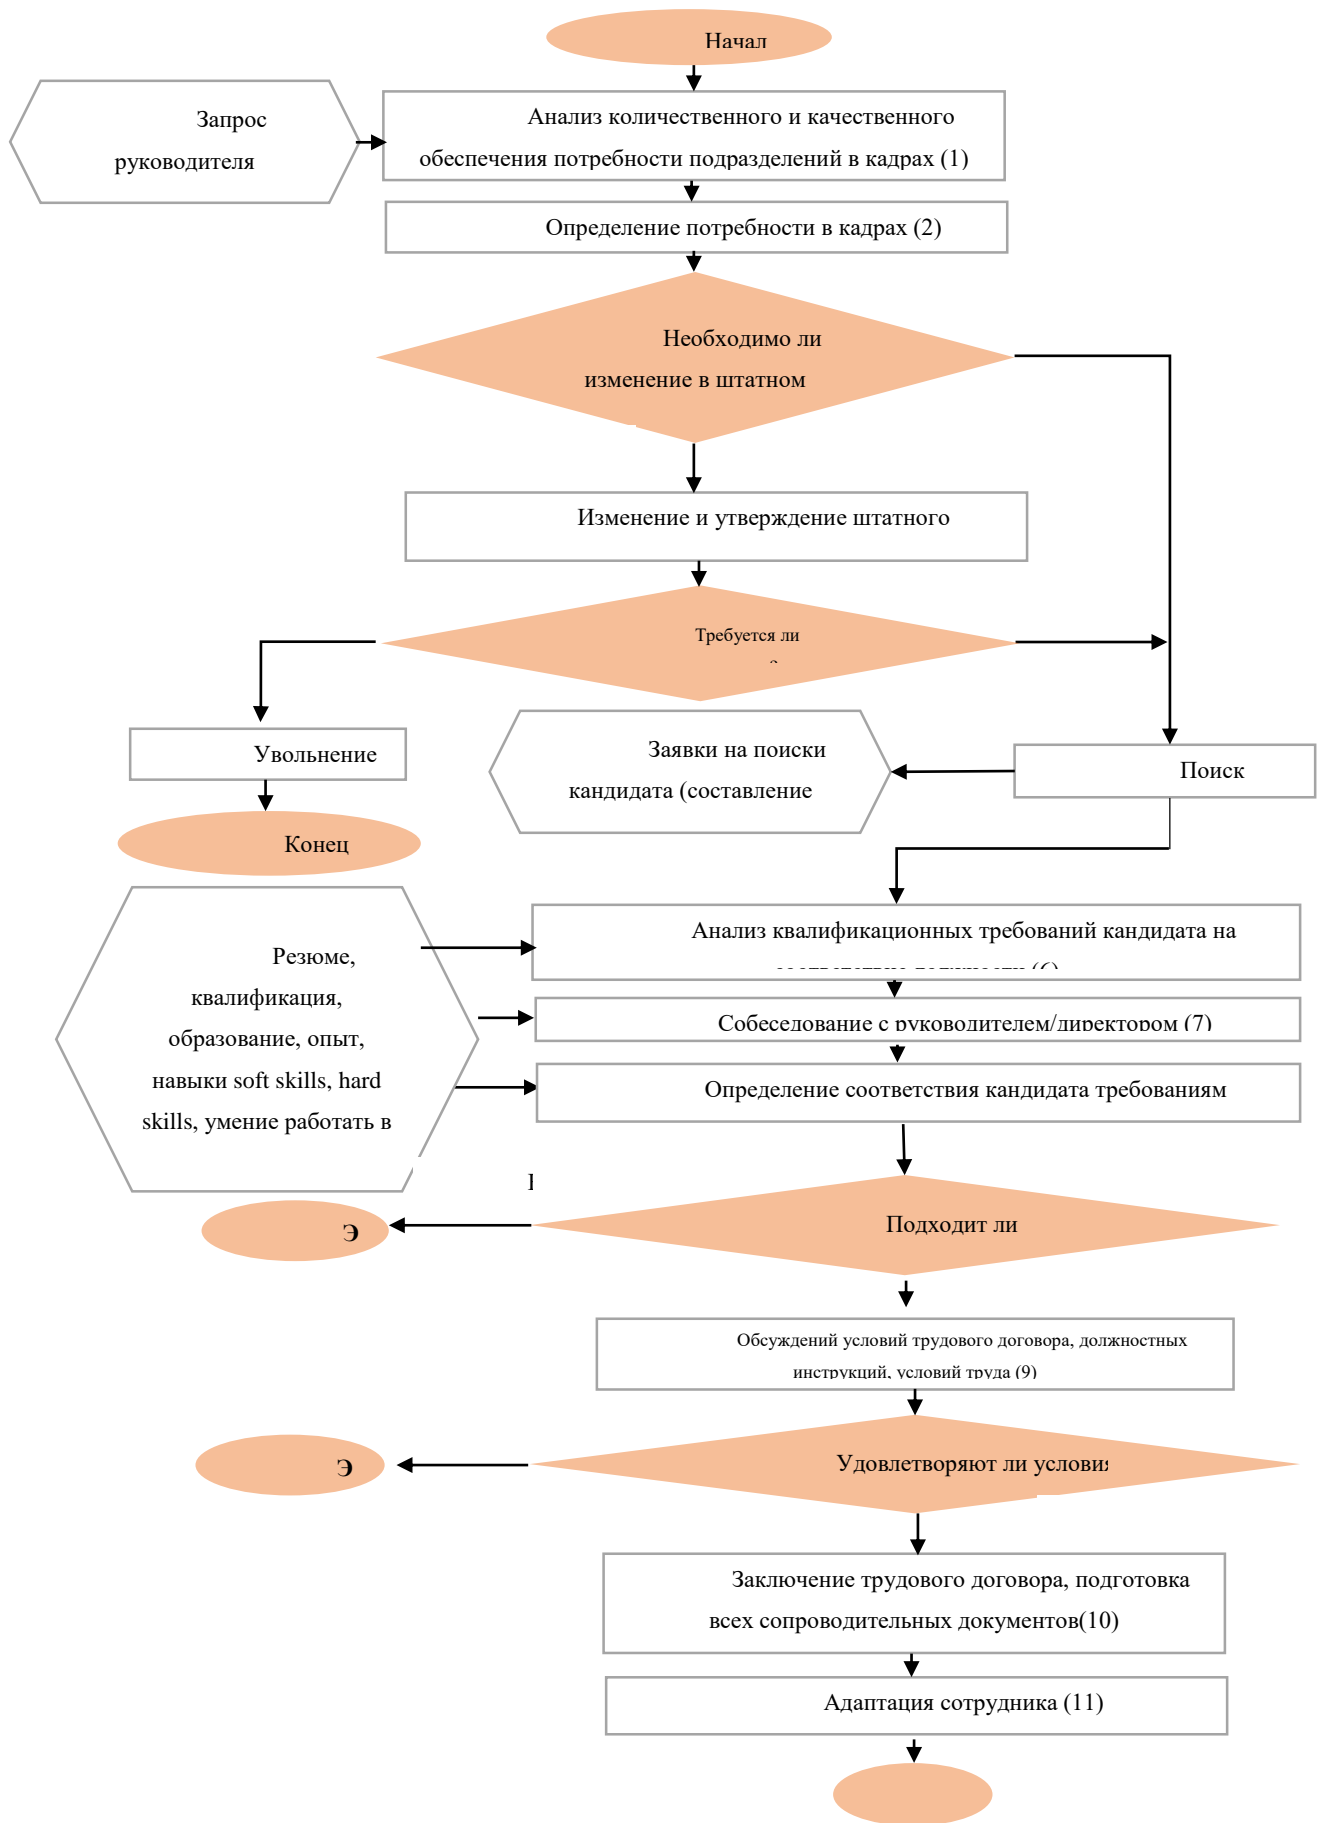 Начал
Запрос
руководителя
Анализ количественного и качественного
обеспечения потребности подразделений в кадрах (1)
Определение потребности в кадрах (2)
Необходимо ли
изменение в штатном
Изменение и утверждение штатного
Требуется ли
Увольнение
Заявки на поиски
кандидата (составление
Поиск
Конец
Анализ квалификационных требований кандидата на
соответствие должности (6)
Резюме,
квалификация,
образование, опыт,
навыки soft skills, hard
skills, умение работать в
Собеседование с руководителем/директором (7)
Определение соответствия кандидата требованиям
Э
Подходит ли
Обсуждений условий трудового договора, должностных
инструкций, условий труда (9)
Э
Удовлетворяют ли условия
Заключение трудового договора, подготовка
всех сопроводительных документов(10)
Адаптация сотрудника (11)